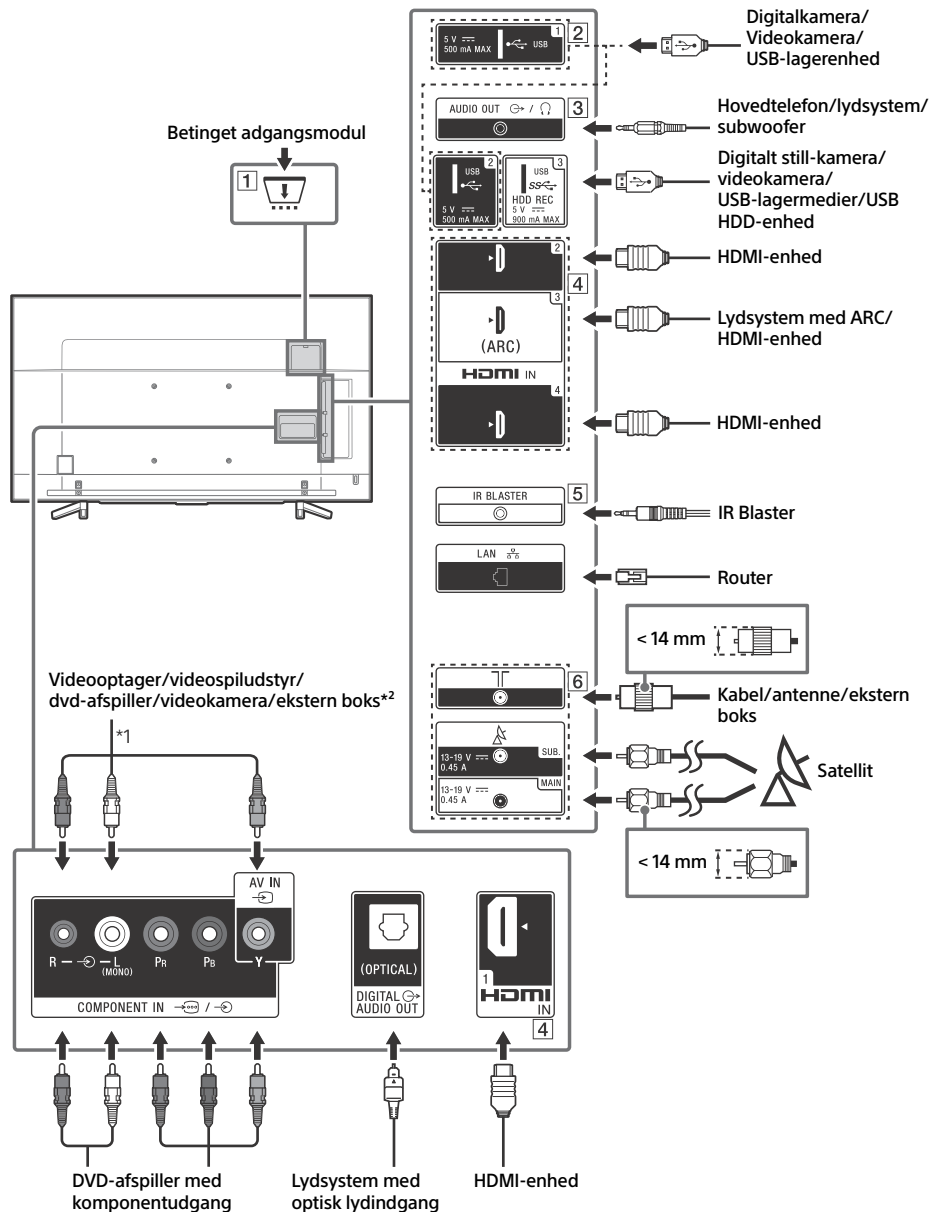 5 V
500 mA MAX
USB
1
2
Digitalkamera/
Videokamera/
USB-lagerenhed
AUDIO OUT /
3
Hovedtelefon/lydsystem/
subwoofer
Betinget adgangsmodul
1
2
USB
5 V
500 mA MAX
3
USB
SS
HDD REC
5 V
900 mA MAX
Digitalt still-kamera/
videokamera/
USB-lagermedier/USB
HDD-enhed
2
HDMI-enhed
4
3
(ARC)
Lydsystem med ARC/
HDMI-enhed
HDMI IN
4
HDMI-enhed
IR BLASTER
5
IR Blaster
LAN
Router
< 14 mm
6
Kabel/antenne/ekstern
boks
13-19 V
0.45 A
SUB.
MAIN
13-19 V
0.45 A
Satellit
< 14 mm
Videooptager/videospiludstyr/
dvd-afspiller/videokamera/ekstern boks*2
*1
AV IN
R — — L
(MONO)
PR
PB
Y
COMPONENT IN /
(OPTICAL)
DIGITAL
AUDIO OUT
1
HDMI
IN
4
DVD-afspiller med
komponentudgang
Lydsystem med
optisk lydindgang
HDMI-enhed